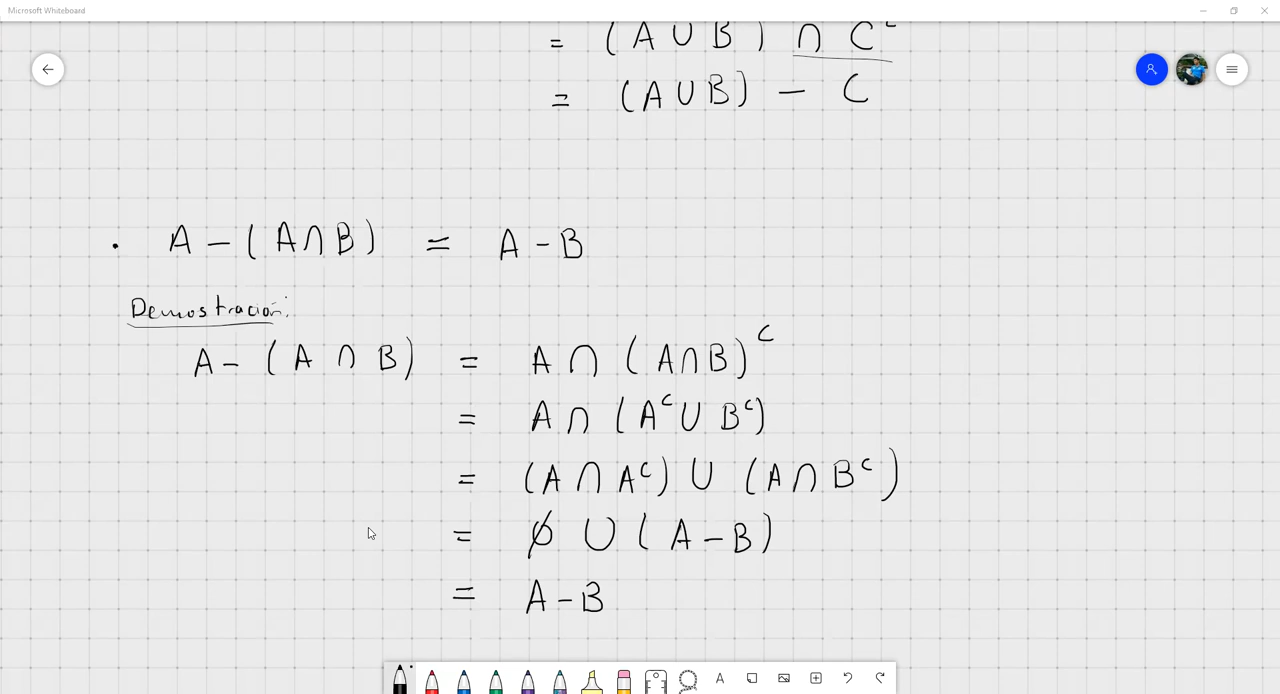 Microsoft Whiteboard
= (A ∪ B) ∩ Cᶜ
= (A ∪ B) − C
. A − (A ∩ B) = A − B
Demostración:
A − (A ∩ B) = A ∩ (A ∩ B)ᶜ
= A ∩ (Aᶜ ∪ Bᶜ)
= (A ∩ Aᶜ) ∪ (A ∩ Bᶜ)
= ∅ ∪ (A − B)
= A − B